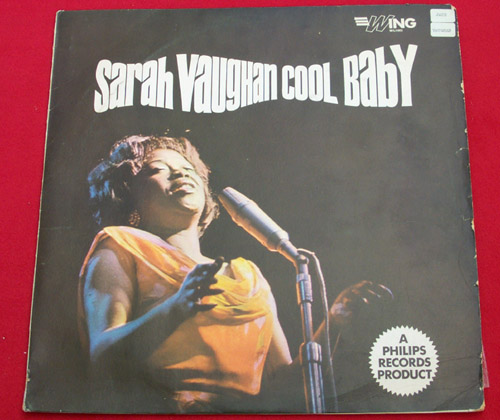 WING
Sarah Vaughan COOL BaBY
A
PHILIPS
RECORDS
PRODUCT